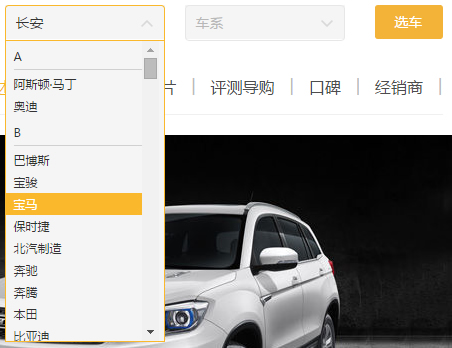 长安
车系
选车
A
阿斯顿·马丁
奥迪
B
巴博斯
宝骏
宝马
保时捷
北汽制造
奔驰
奔腾
本田
比亚迪
片 | 评测导购 | 口碑 | 经销商 |